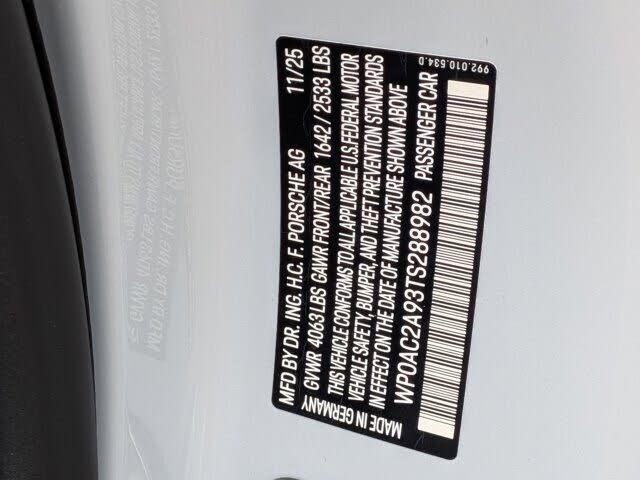 MFD BY DR. ING. H.C. F. PORSCHE AG 11/25
GVWR 4063 LBS GAWR FRONT/REAR 1642 / 2533 LBS
THIS VEHICLE CONFORMS TO ALL APPLICABLE U.S. FEDERAL MOTOR
VEHICLE SAFETY, BUMPER, AND THEFT PREVENTION STANDARDS
IN EFFECT ON THE DATE OF MANUFACTURE SHOWN ABOVE
WP0AC2A93TS288982 PASSENGER CAR
MADE IN GERMANY 992.010.534.D